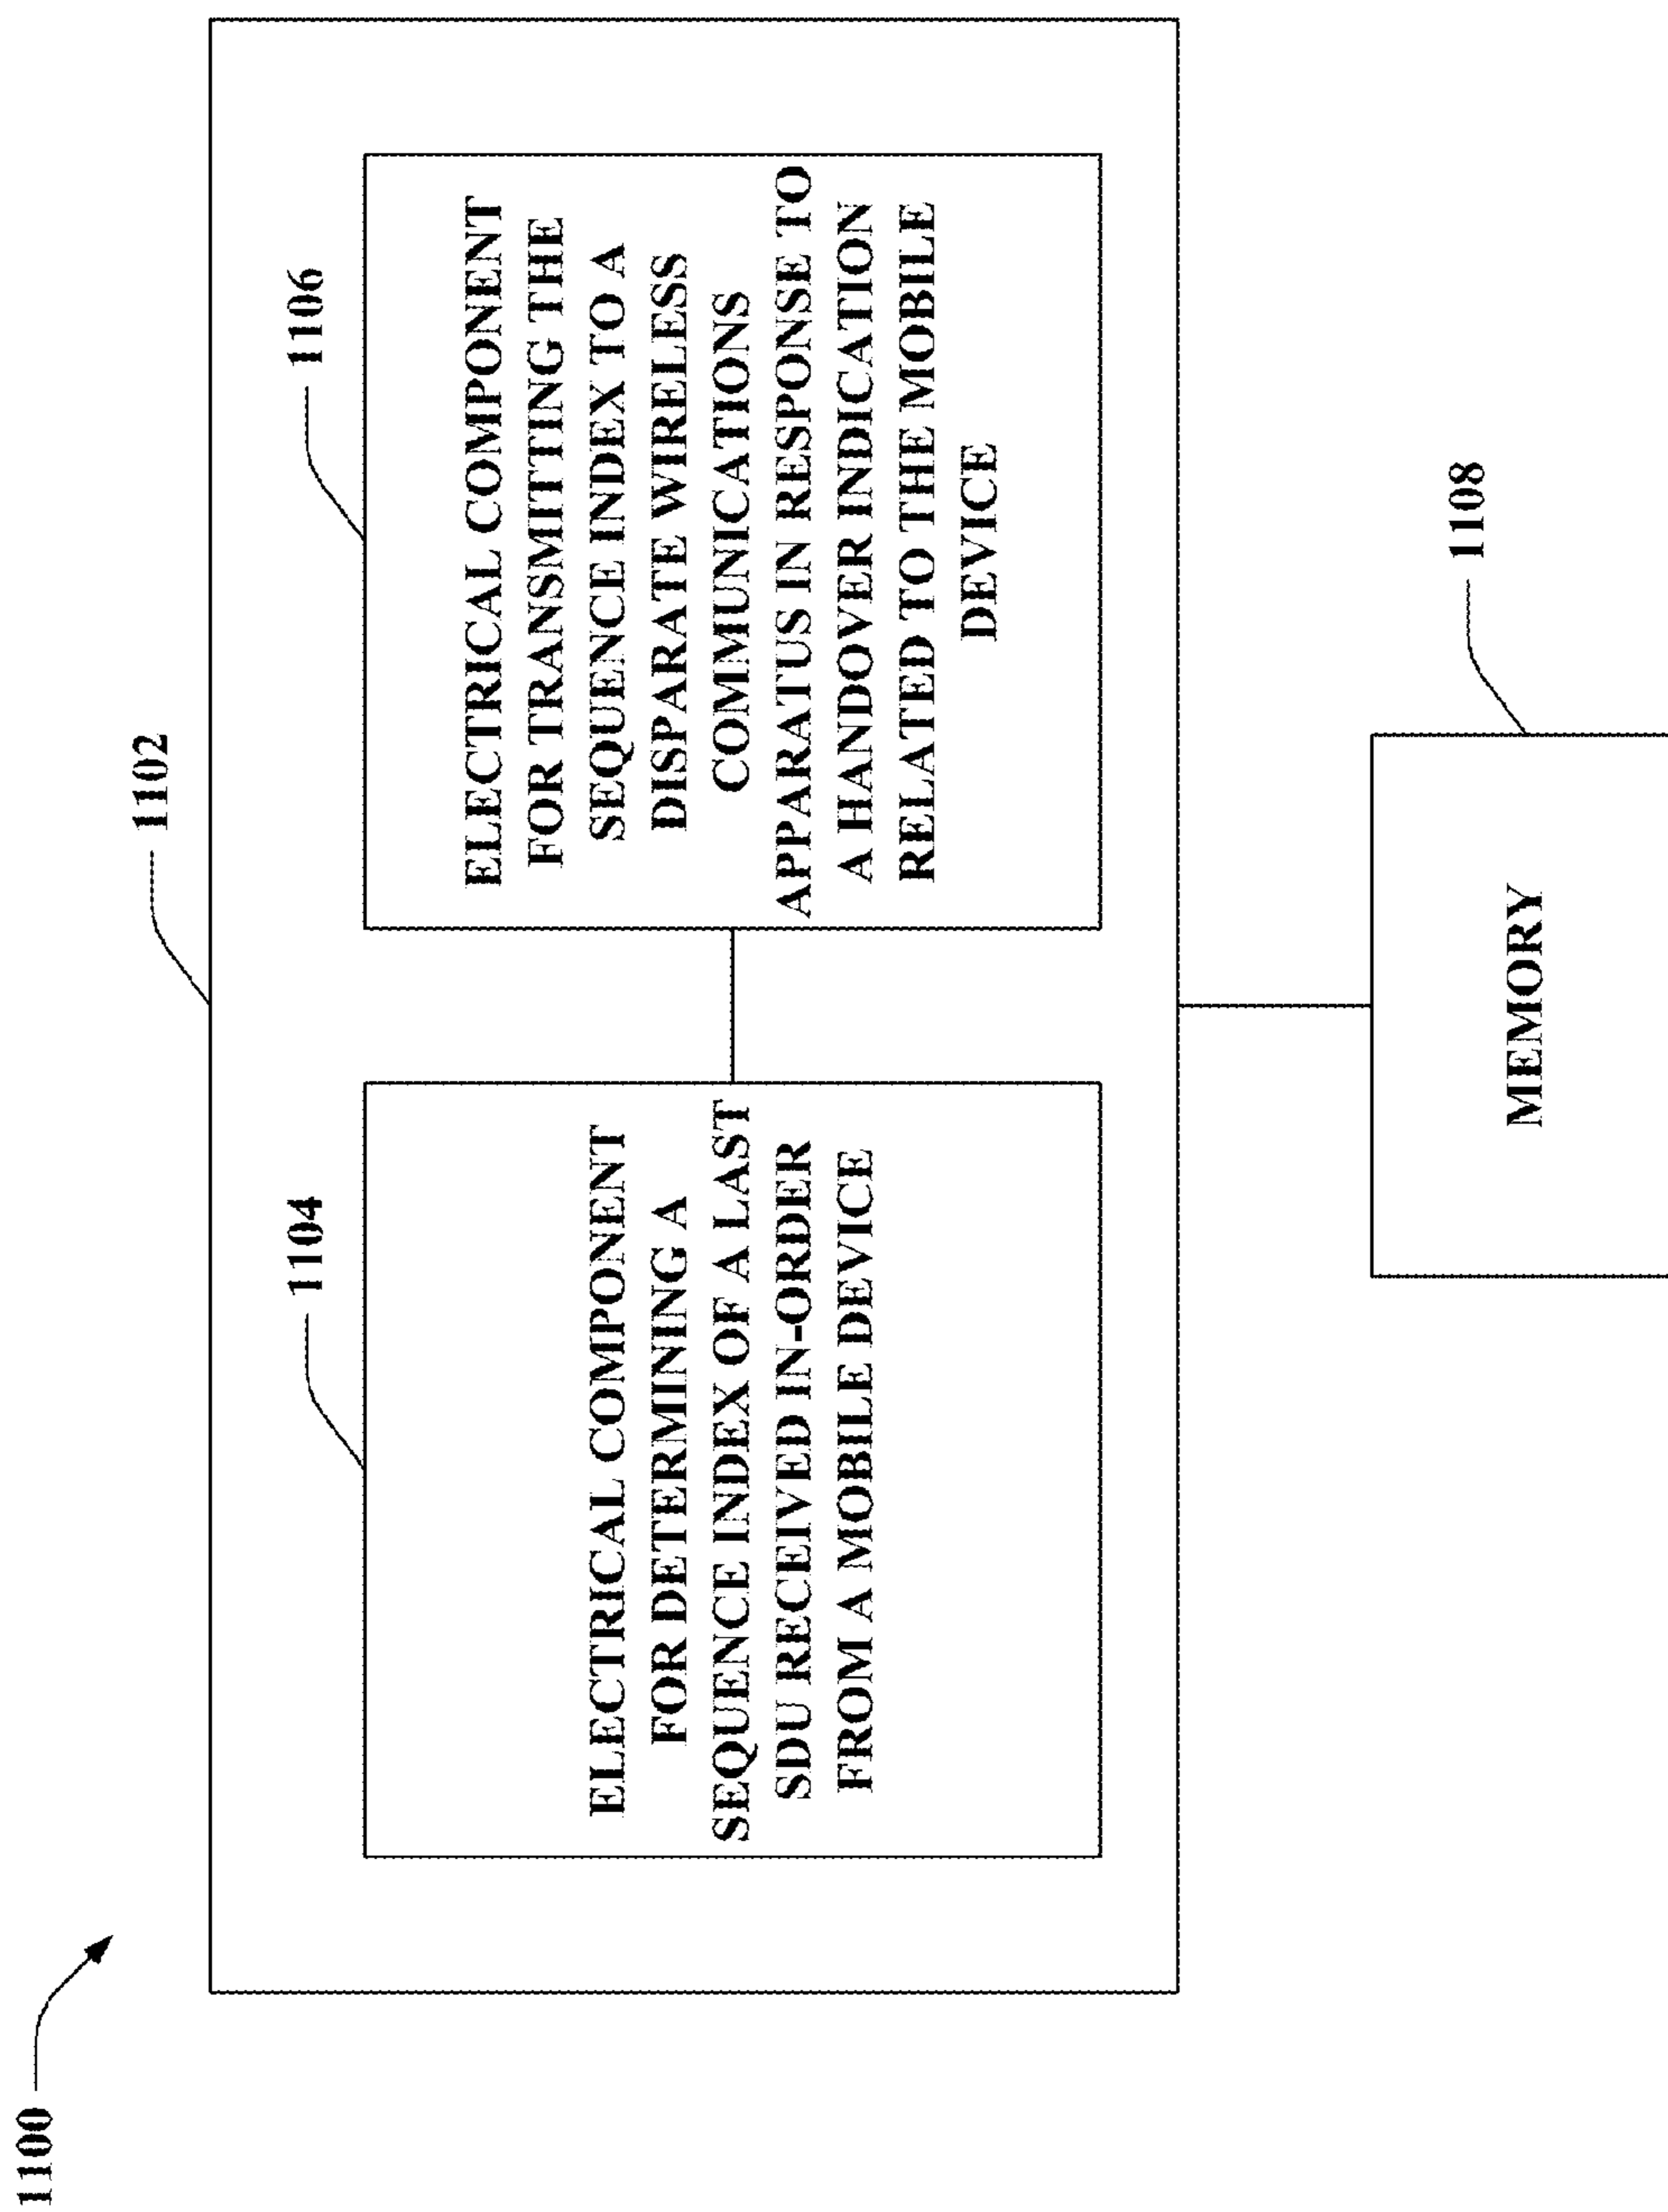 1100
1102
1104
ELECTRICAL COMPONENT
FOR DETERMINING A
SEQUENCE INDEX OF A LAST
SDU RECEIVED IN-ORDER
FROM A MOBILE DEVICE
1106
ELECTRICAL COMPONENT
FOR TRANSMITTING THE
SEQUENCE INDEX TO A
DISPARATE WIRELESS
COMMUNICATIONS
APPARATUS IN RESPONSE TO
A HANDOVER INDICATION
RELATED TO THE MOBILE
DEVICE
1108
MEMORY